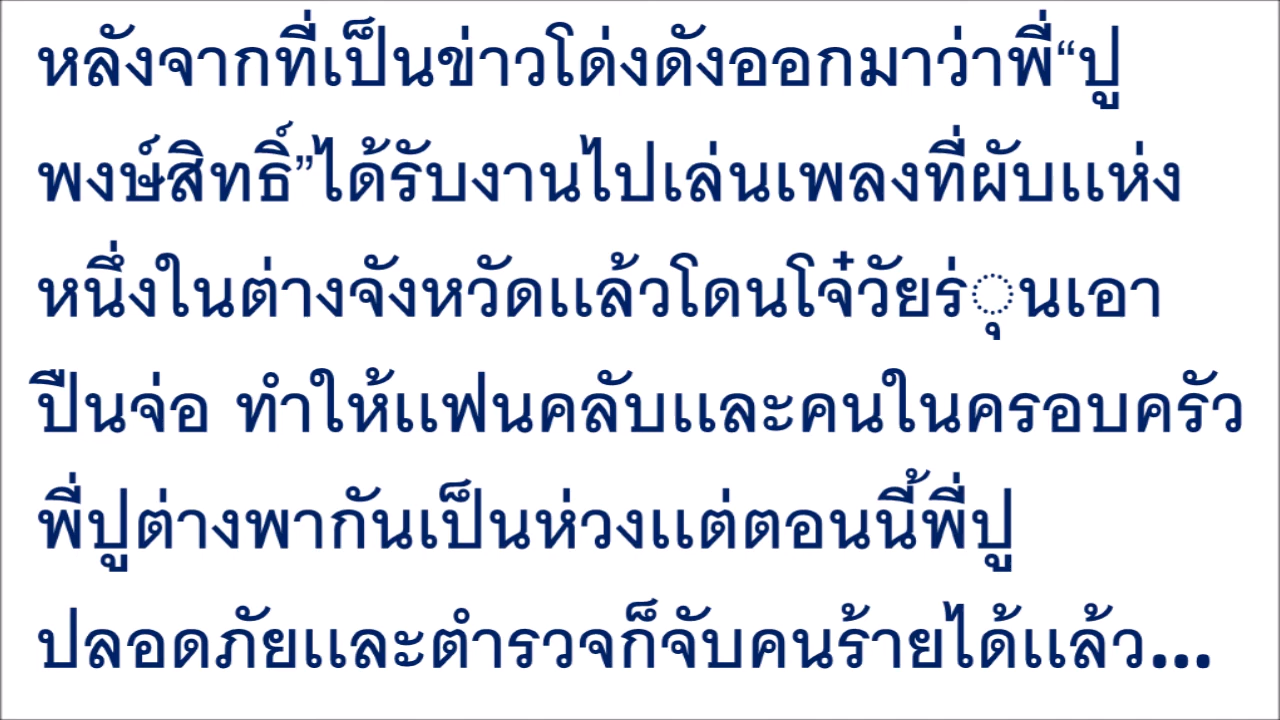 หลังจากที่เป็นข่าวโด่งดังออกมาว่าพี่“ปู
พงษ์สิทธิ์”ได้รับงานไปเล่นเพลงที่ผับแห่ง
หนึ่งในต่างจังหวัดแล้วโดนโจ๋วัยรุ่นเอา
ปืนจ่อ ทำให้แฟนคลับและคนในครอบครัว
พี่ปูต่างพากันเป็นห่วงแต่ตอนนี้พี่ปู
ปลอดภัยและตำรวจก็จับคนร้ายได้แล้ว...